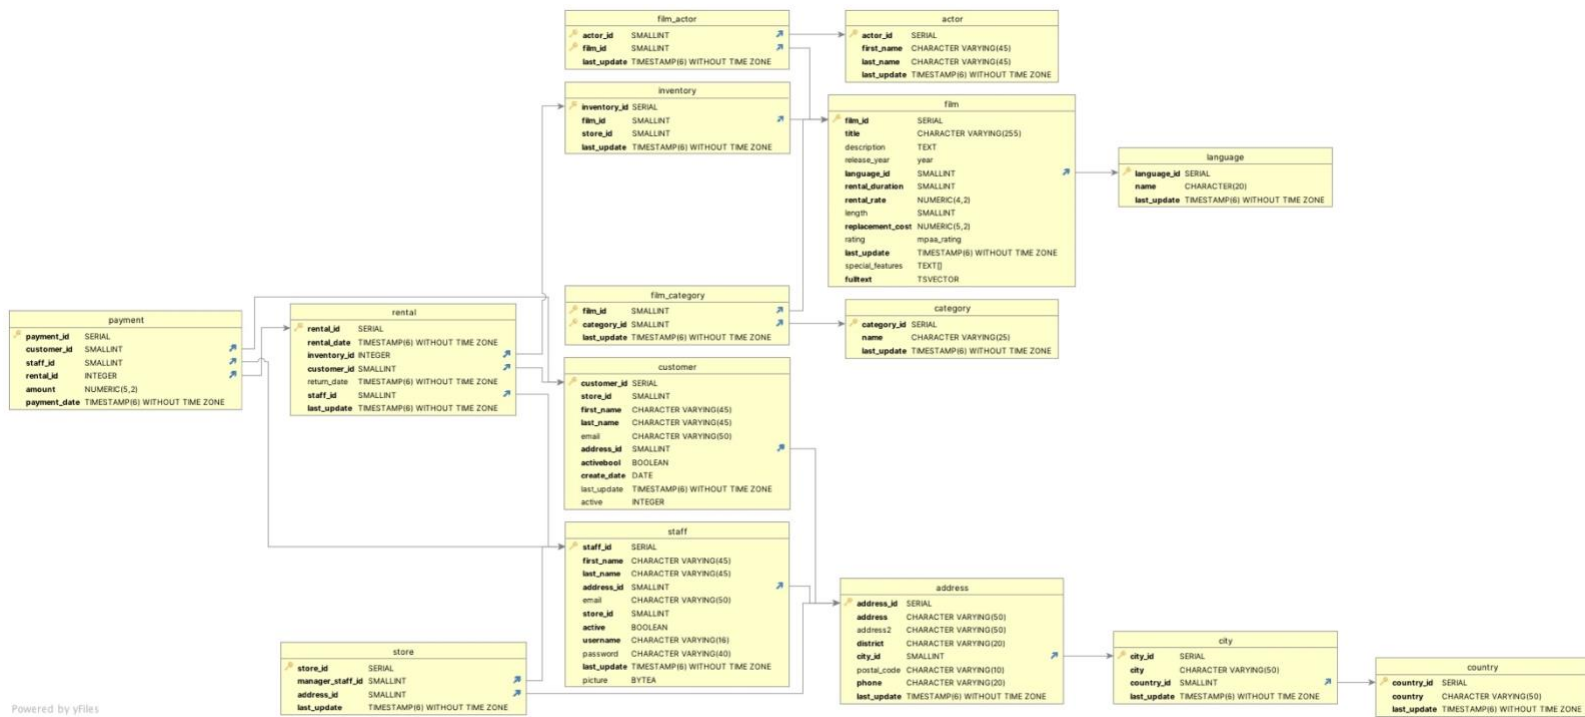 film_actor
actor_id SMALLINT
film_id SMALLINT
last_update TIMESTAMP(6) WITHOUT TIME ZONE
actor
actor_id SERIAL
first_name CHARACTER VARYING(45)
last_name CHARACTER VARYING(45)
last_update TIMESTAMP(6) WITHOUT TIME ZONE
inventory
inventory_id SERIAL
film_id SMALLINT
store_id SMALLINT
last_update TIMESTAMP(6) WITHOUT TIME ZONE
film
film_id SERIAL
title CHARACTER VARYING(255)
description TEXT
release_year year
language_id SMALLINT
rental_duration SMALLINT
rental_rate NUMERIC(4,2)
length SMALLINT
replacement_cost NUMERIC(5,2)
rating mpaa_rating
last_update TIMESTAMP(6) WITHOUT TIME ZONE
special_features TEXT[]
fulltext TSVECTOR
language
language_id SERIAL
name CHARACTER(20)
last_update TIMESTAMP(6) WITHOUT TIME ZONE
film_category
film_id SMALLINT
category_id SMALLINT
last_update TIMESTAMP(6) WITHOUT TIME ZONE
category
category_id SERIAL
name CHARACTER VARYING(25)
last_update TIMESTAMP(6) WITHOUT TIME ZONE
payment
payment_id SERIAL
customer_id SMALLINT
staff_id SMALLINT
rental_id INTEGER
amount NUMERIC(5,2)
payment_date TIMESTAMP(6) WITHOUT TIME ZONE
rental
rental_id SERIAL
rental_date TIMESTAMP(6) WITHOUT TIME ZONE
inventory_id INTEGER
customer_id SMALLINT
return_date TIMESTAMP(6) WITHOUT TIME ZONE
staff_id SMALLINT
last_update TIMESTAMP(6) WITHOUT TIME ZONE
customer
customer_id SERIAL
store_id SMALLINT
first_name CHARACTER VARYING(45)
last_name CHARACTER VARYING(45)
email CHARACTER VARYING(50)
address_id SMALLINT
activebool BOOLEAN
create_date DATE
last_update TIMESTAMP(6) WITHOUT TIME ZONE
active INTEGER
staff
staff_id SERIAL
first_name CHARACTER VARYING(45)
last_name CHARACTER VARYING(45)
address_id SMALLINT
email CHARACTER VARYING(50)
store_id SMALLINT
active BOOLEAN
username CHARACTER VARYING(16)
password CHARACTER VARYING(40)
last_update TIMESTAMP(6) WITHOUT TIME ZONE
picture BYTEA
store
store_id SERIAL
manager_staff_id SMALLINT
address_id SMALLINT
last_update TIMESTAMP(6) WITHOUT TIME ZONE
address
address_id SERIAL
address CHARACTER VARYING(50)
address2 CHARACTER VARYING(50)
district CHARACTER VARYING(20)
city_id SMALLINT
postal_code CHARACTER VARYING(10)
phone CHARACTER VARYING(20)
last_update TIMESTAMP(6) WITHOUT TIME ZONE
city
city_id SERIAL
city CHARACTER VARYING(50)
country_id SMALLINT
last_update TIMESTAMP(6) WITHOUT TIME ZONE
country
country_id SERIAL
country CHARACTER VARYING(50)
last_update TIMESTAMP(6) WITHOUT TIME ZONE
Powered by yFiles